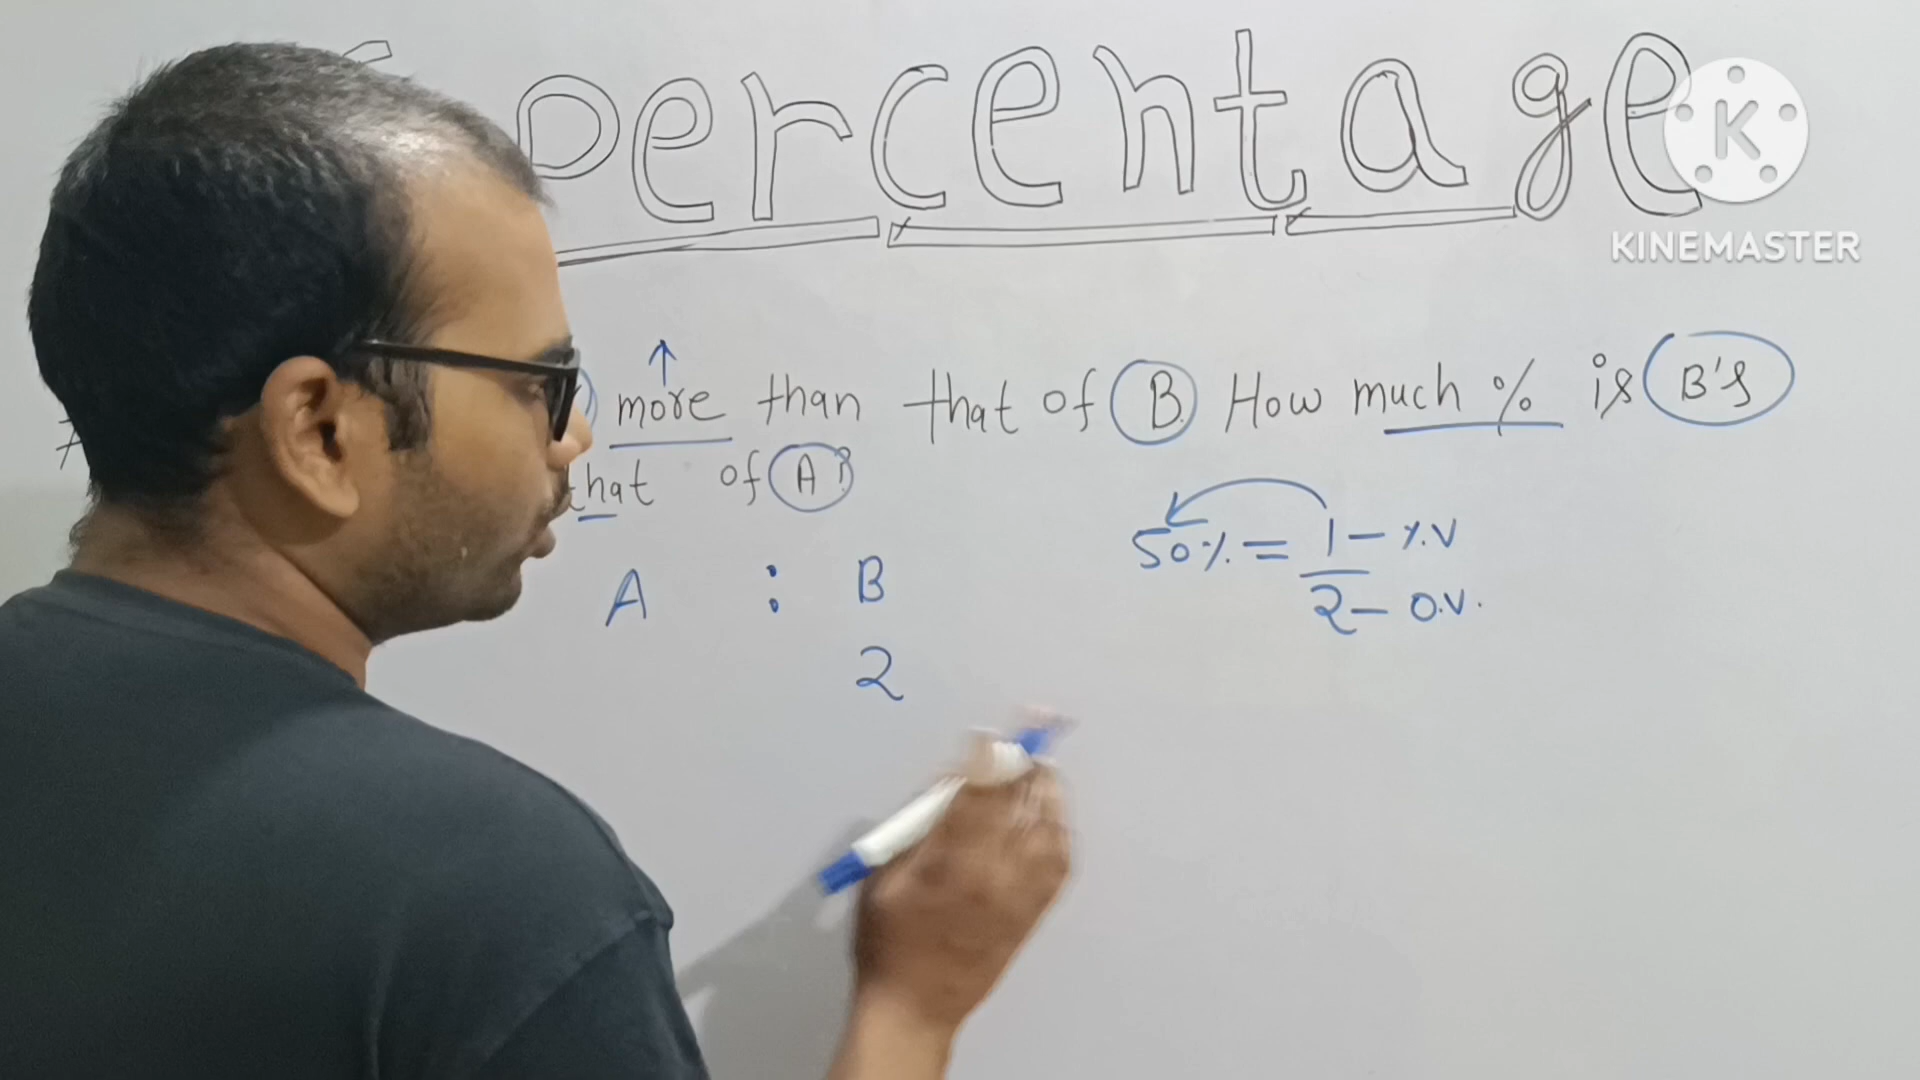 percentage
K
KINEMASTER
more than that of B. How much % is B's
that of A?
50% = 1 - %.V
2 - O.V.
A : B
2